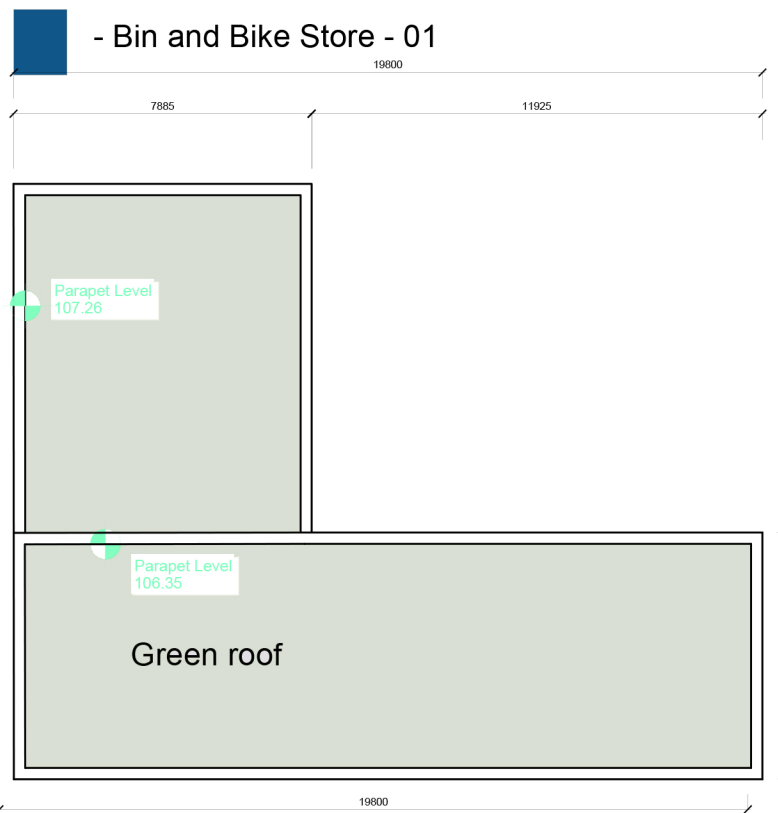 - Bin and Bike Store - 01
19800
7885
11925
Parapet Level
107.26
Parapet Level
106.35
Green roof
19800